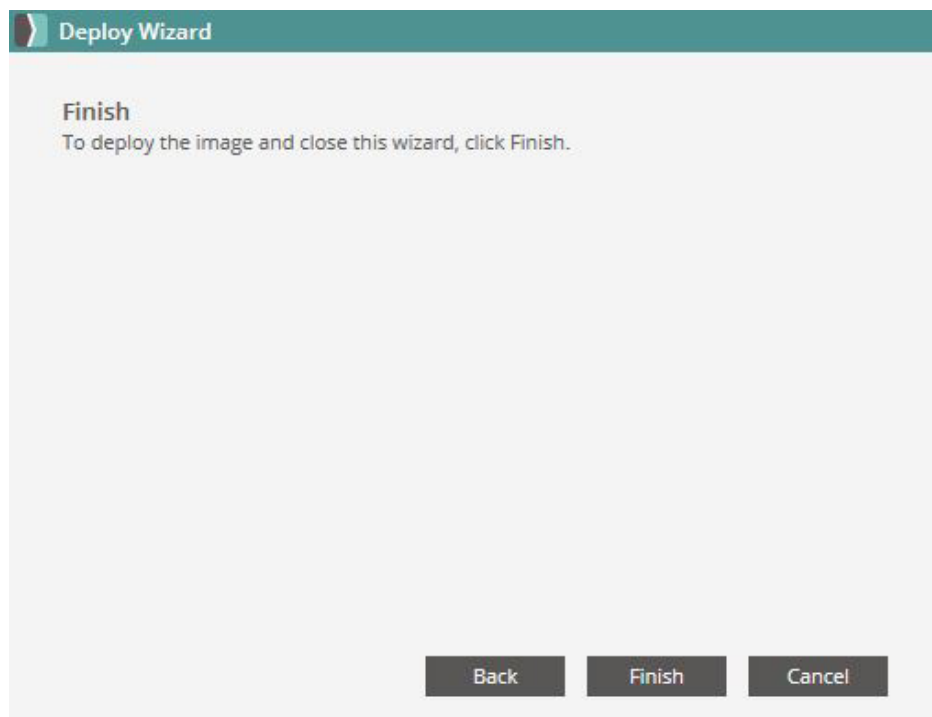 Deploy Wizard
Finish
To deploy the image and close this wizard, click Finish.
Back Finish Cancel